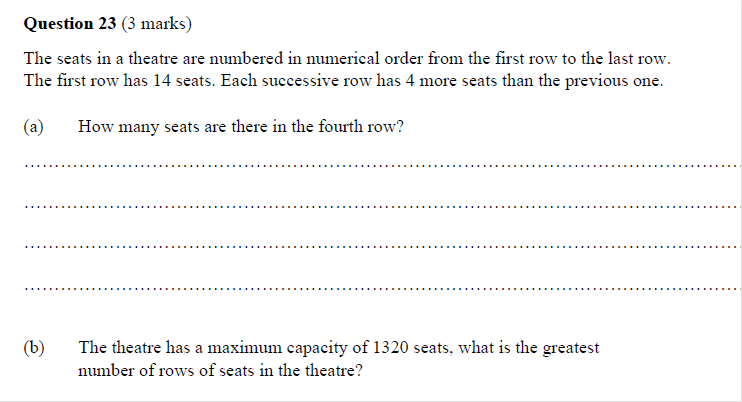 Question 23 (3 marks)
The seats in a theatre are numbered in numerical order from the first row to the last row.
The first row has 14 seats. Each successive row has 4 more seats than the previous one.
(a) How many seats are there in the fourth row?
(b) The theatre has a maximum capacity of 1320 seats, what is the greatest
number of rows of seats in the theatre?